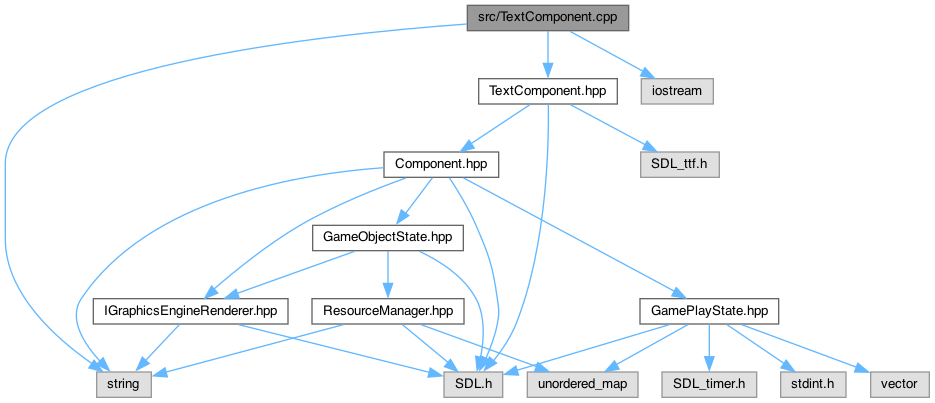 src/TextComponent.cpp
TextComponent.hpp
iostream
Component.hpp
SDL_ttf.h
GameObjectState.hpp
IGraphicsEngineRenderer.hpp
ResourceManager.hpp
GamePlayState.hpp
string
SDL.h
unordered_map
SDL_timer.h
stdint.h
vector